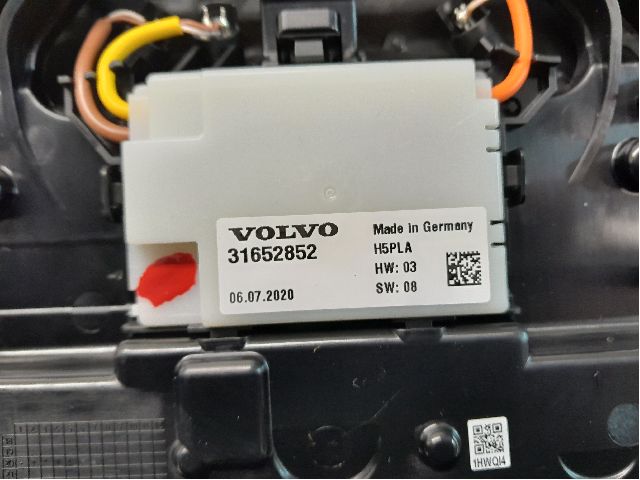 VOLVO
31652852
06.07.2020
Made in Germany
H5PLA
HW: 03
SW: 08
1HWQI4